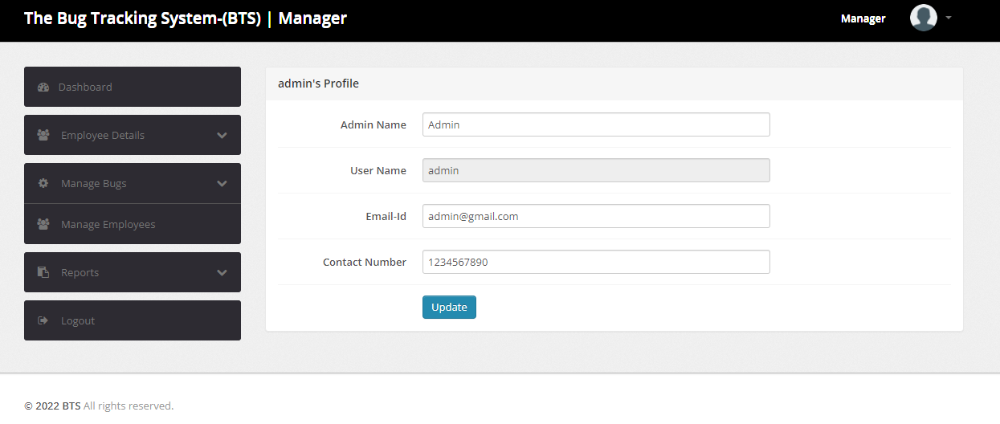 The Bug Tracking System-(BTS) | Manager
Manager
Dashboard
Employee Details
Manage Bugs
Manage Employees
Reports
Logout
admin's Profile
Admin Name Admin
User Name admin
Email-Id admin@gmail.com
Contact Number 1234567890
Update
© 2022 BTS All rights reserved.